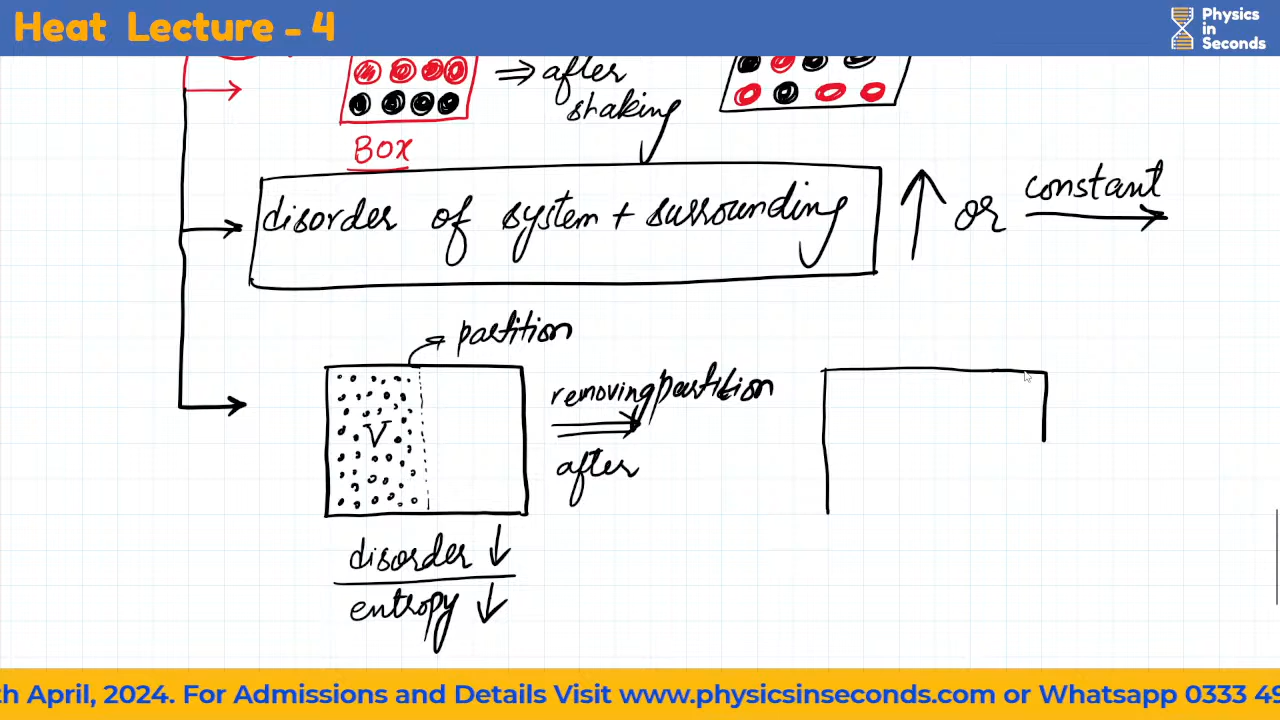 Heat Lecture - 4
Physics
in
Seconds
after
shaking
BOX
disorder of system + surrounding
or
constant
partition
V
removing partition
after
disorder
entropy
th April, 2024. For Admissions and Details Visit www.physicsinseconds.com or Whatsapp 0333 49